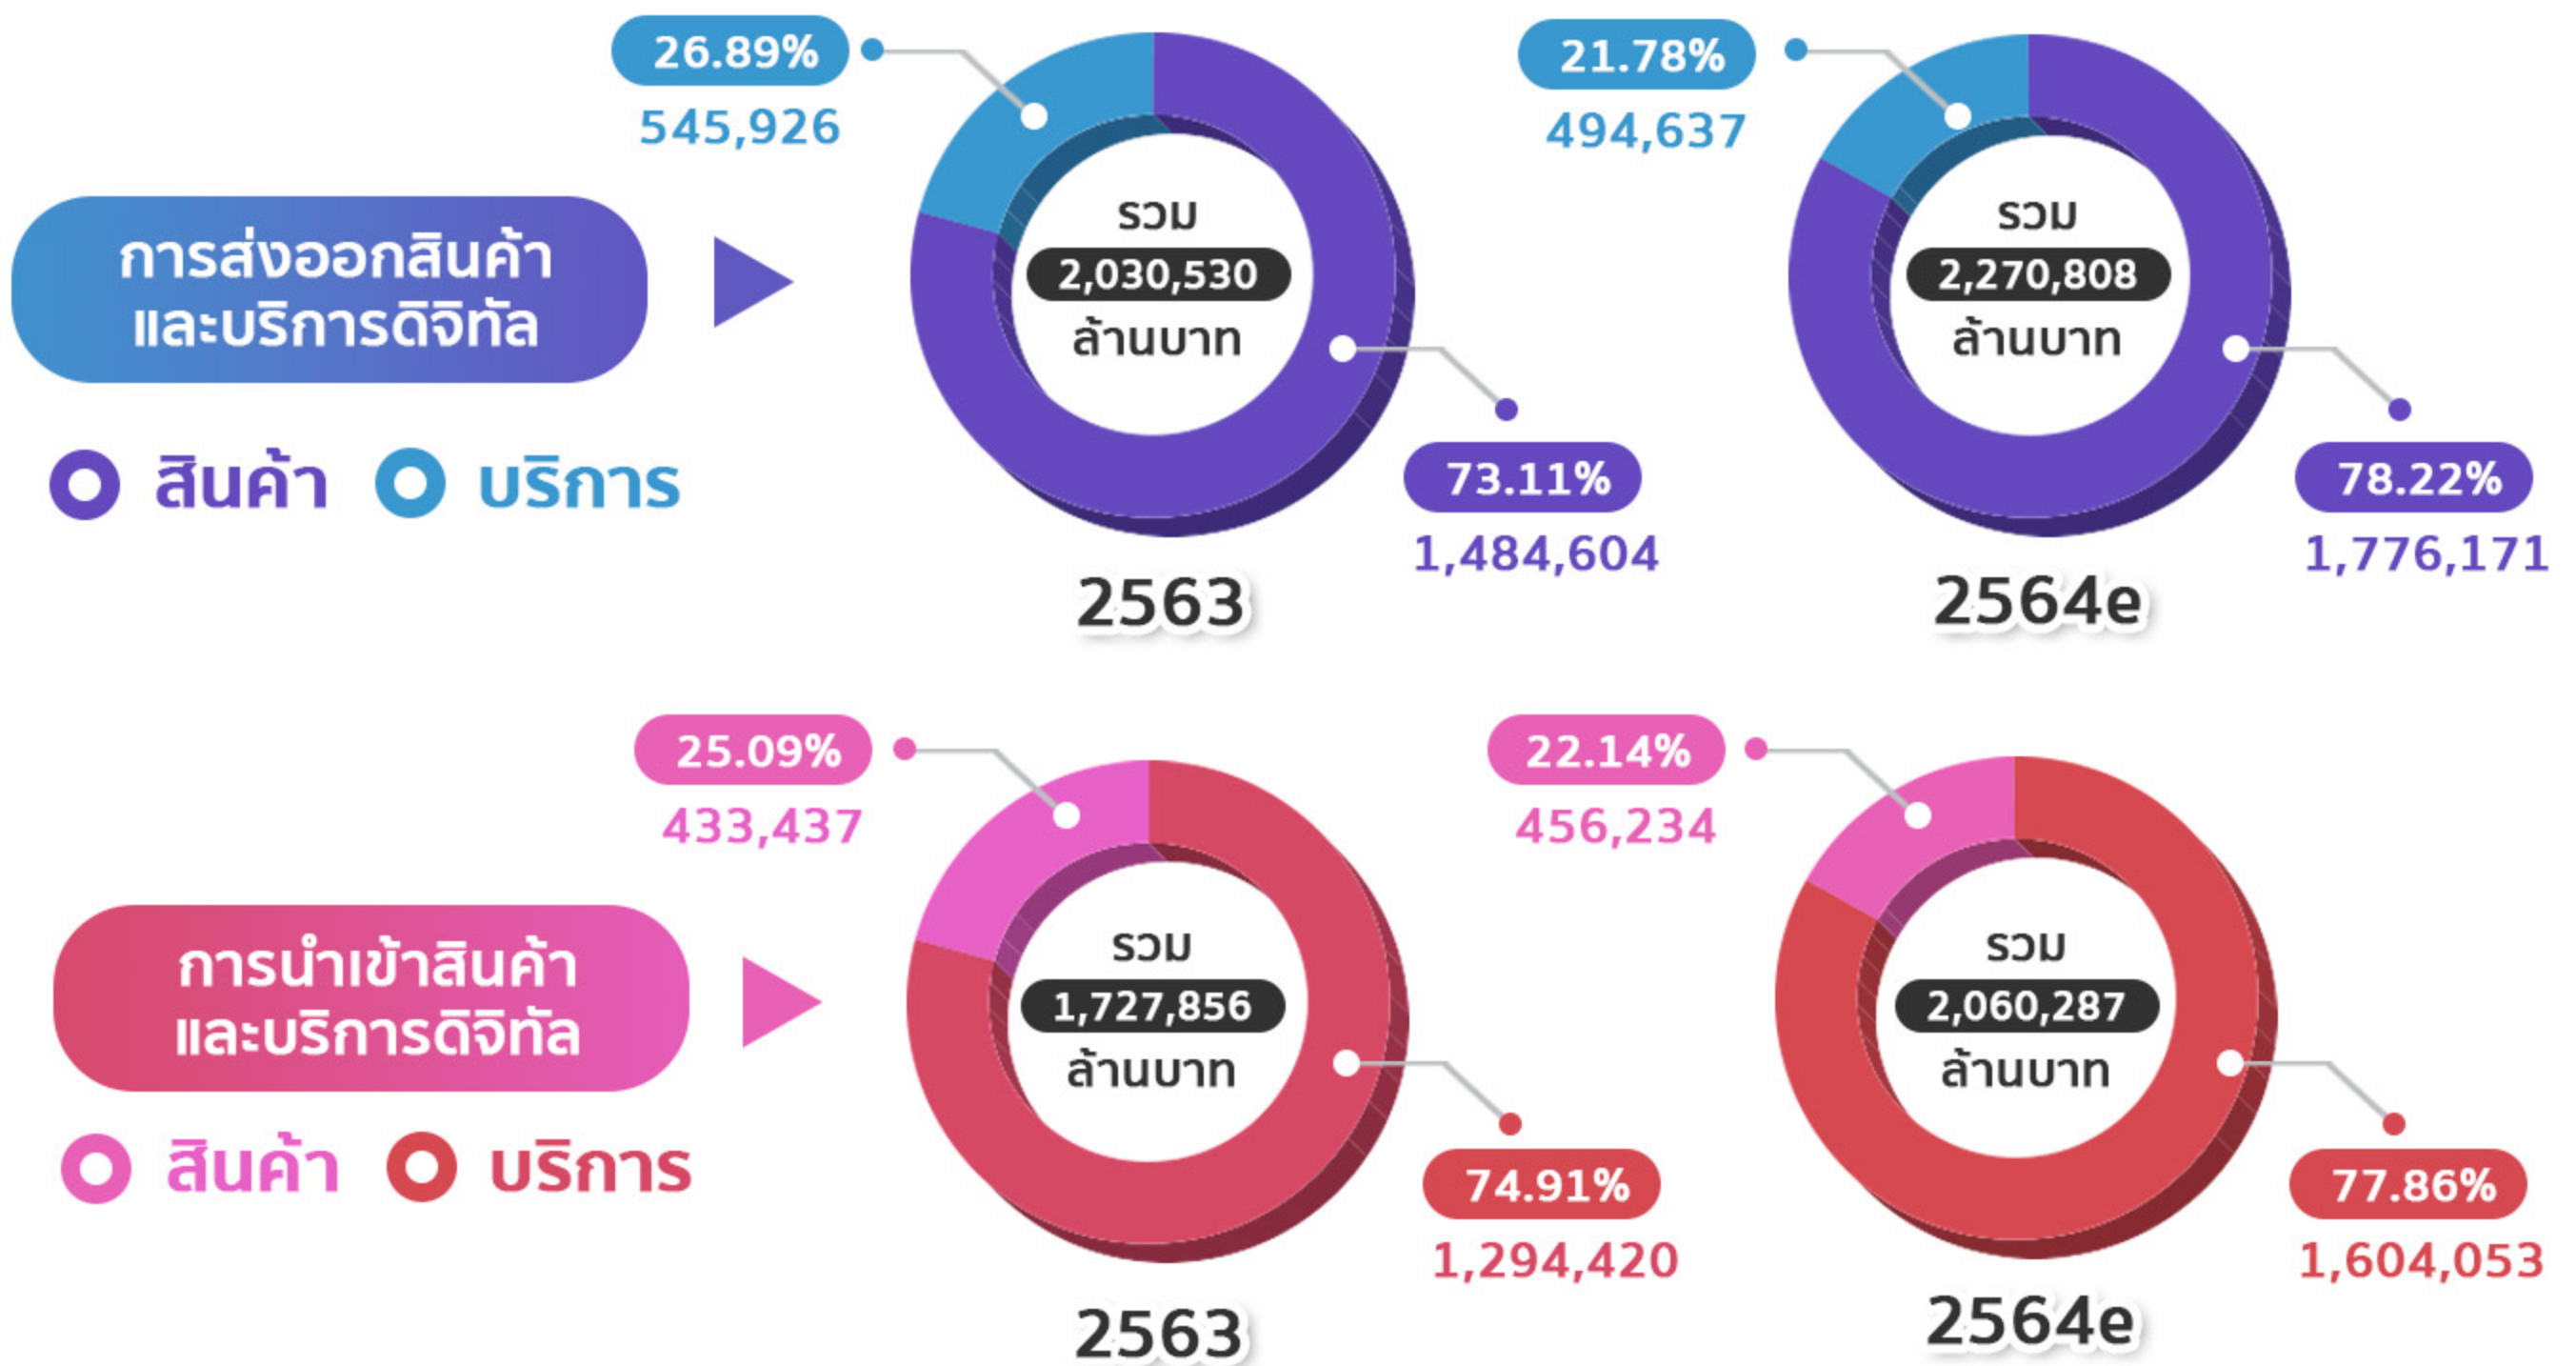 การส่งออกสินค้า
และบริการดิจิทัล
สินค้า บริการ
26.89%
545,926
รวม
2,030,530
ล้านบาท
73.11%
1,484,604
2563
21.78%
494,637
รวม
2,270,808
ล้านบาท
78.22%
1,776,171
2564e
การนำเข้าสินค้า
และบริการดิจิทัล
สินค้า บริการ
25.09%
433,437
รวม
1,727,856
ล้านบาท
74.91%
1,294,420
2563
22.14%
456,234
รวม
2,060,287
ล้านบาท
77.86%
1,604,053
2564e